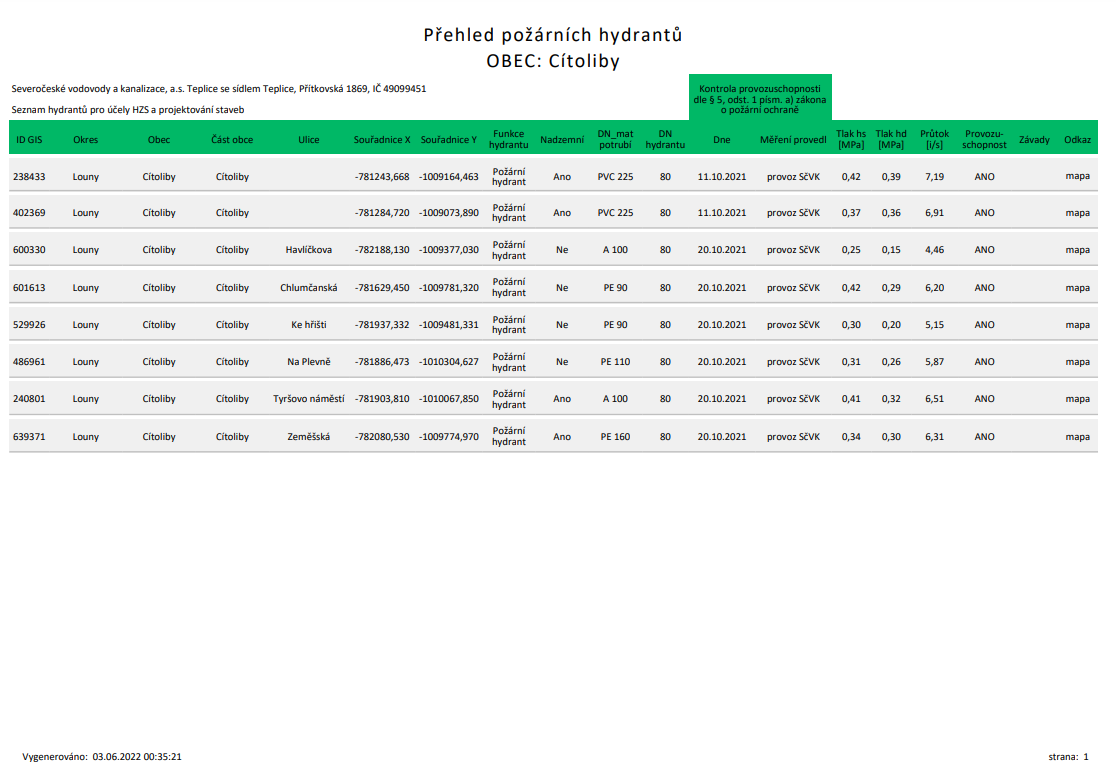 Přehled požárních hydrantů
OBEC: Cítoliby
Severočeské vodovody a kanalizace, a.s. Teplice se sídlem Teplice, Přítkovská 1869, IČ 49099451
Seznam hydrantů pro účely HZS a projektování staveb
Kontrola provozuschopnosti
dle § 5, odst. 1 písm. a) zákona
o požární ochraně
ID GIS Okres Obec Část obce Ulice Souřadnice X Souřadnice Y Funkce hydrantu Nadzemní DN_mat potrubí DN hydrantu Dne Měření provedl Tlak hs [MPa] Tlak hd [MPa] Průtok [i/s] Provozu-schopnost Závady Odkaz
238433 Louny Cítoliby Cítoliby -781243,668 -1009164,463 Požární hydrant Ano PVC 225 80 11.10.2021 provoz SčVK 0,42 0,39 7,19 ANO mapa
402369 Louny Cítoliby Cítoliby -781284,720 -1009073,890 Požární hydrant Ano PVC 225 80 11.10.2021 provoz SčVK 0,37 0,36 6,91 ANO mapa
600330 Louny Cítoliby Cítoliby Havlíčkova -782188,130 -1009377,030 Požární hydrant Ne A 100 80 20.10.2021 provoz SčVK 0,25 0,15 4,46 ANO mapa
601613 Louny Cítoliby Cítoliby Chlumčanská -781629,450 -1009781,320 Požární hydrant Ne PE 90 80 20.10.2021 provoz SčVK 0,42 0,29 6,20 ANO mapa
529926 Louny Cítoliby Cítoliby Ke hřišti -781937,332 -1009481,331 Požární hydrant Ne PE 90 80 20.10.2021 provoz SčVK 0,30 0,20 5,15 ANO mapa
486961 Louny Cítoliby Cítoliby Na Plevně -781886,473 -1010304,627 Požární hydrant Ne PE 110 80 20.10.2021 provoz SčVK 0,31 0,26 5,87 ANO mapa
240801 Louny Cítoliby Cítoliby Tyršovo náměstí -781903,810 -1010067,850 Požární hydrant Ano A 100 80 20.10.2021 provoz SčVK 0,41 0,32 6,51 ANO mapa
639371 Louny Cítoliby Cítoliby Zeměšská -782080,530 -1009774,970 Požární hydrant Ano PE 160 80 20.10.2021 provoz SčVK 0,34 0,30 6,31 ANO mapa
Vygenerováno: 03.06.2022 00:35:21 strana: 1